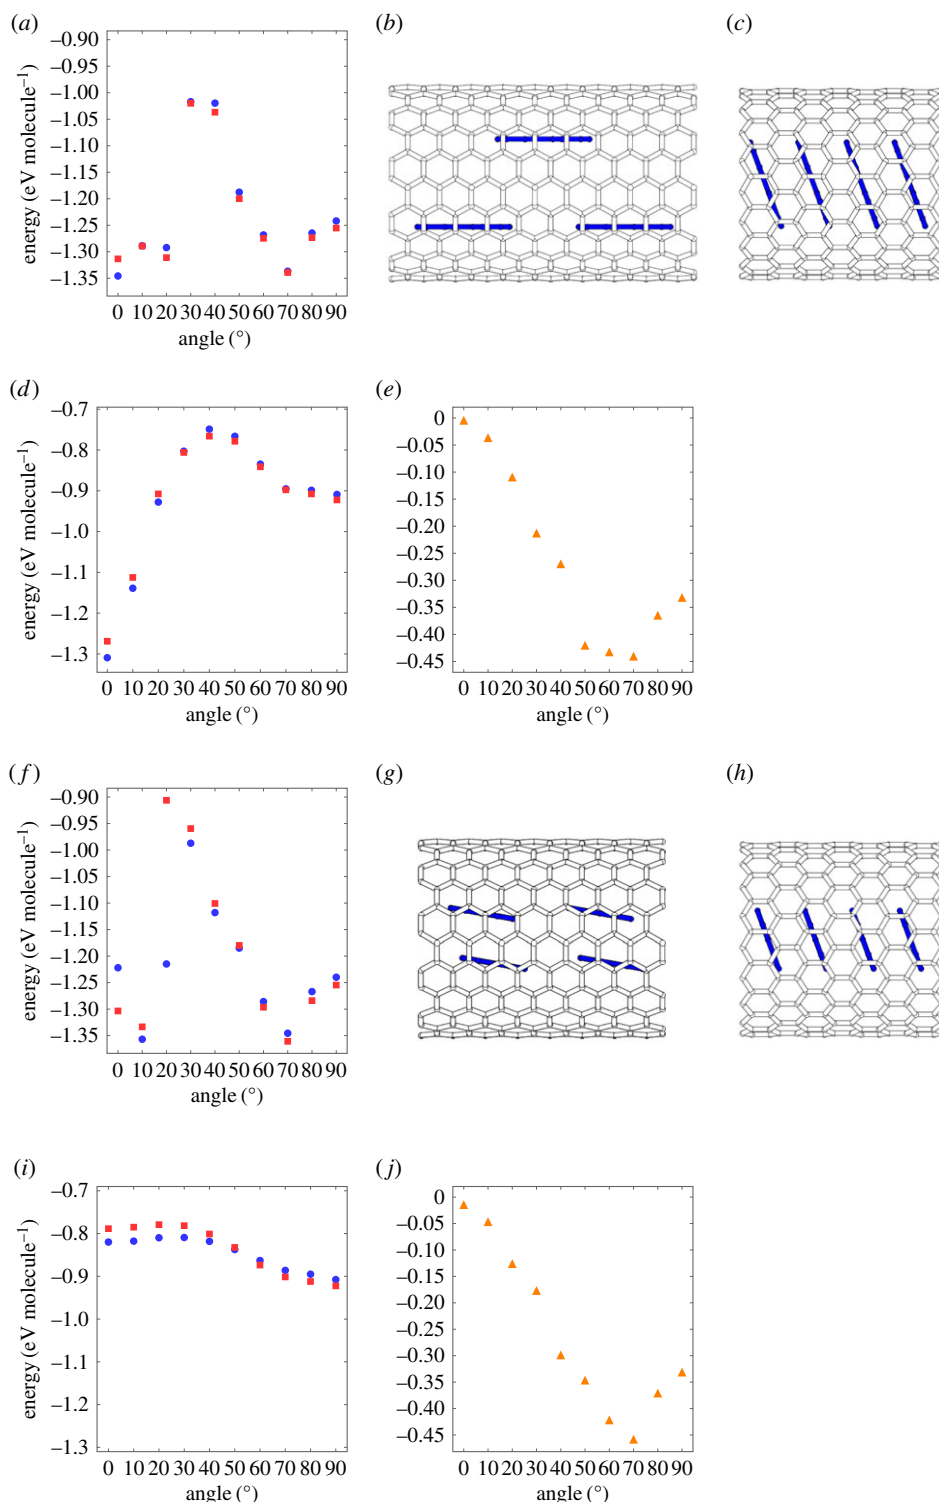 (a) (b) (c)
energy (eV molecule⁻¹)
–0.90
–0.95
–1.00
–1.05
–1.10
–1.15
–1.20
–1.25
–1.30
–1.35
0 10 20 30 40 50 60 70 80 90
angle (°)
(d) (e)
energy (eV molecule⁻¹)
–0.7
–0.8
–0.9
–1.0
–1.1
–1.2
–1.3
0 10 20 30 40 50 60 70 80 90
angle (°)
0
–0.05
–0.10
–0.15
–0.20
–0.25
–0.30
–0.35
–0.40
–0.45
0 10 20 30 40 50 60 70 80 90
angle (°)
(f) (g) (h)
energy (eV molecule⁻¹)
–0.90
–0.95
–1.00
–1.05
–1.10
–1.15
–1.20
–1.25
–1.30
–1.35
0 10 20 30 40 50 60 70 80 90
angle (°)
(i) (j)
energy (eV molecule⁻¹)
–0.7
–0.8
–0.9
–1.0
–1.1
–1.2
–1.3
0 10 20 30 40 50 60 70 80 90
angle (°)
0
–0.05
–0.10
–0.15
–0.20
–0.25
–0.30
–0.35
–0.40
–0.45
0 10 20 30 40 50 60 70 80 90
angle (°)